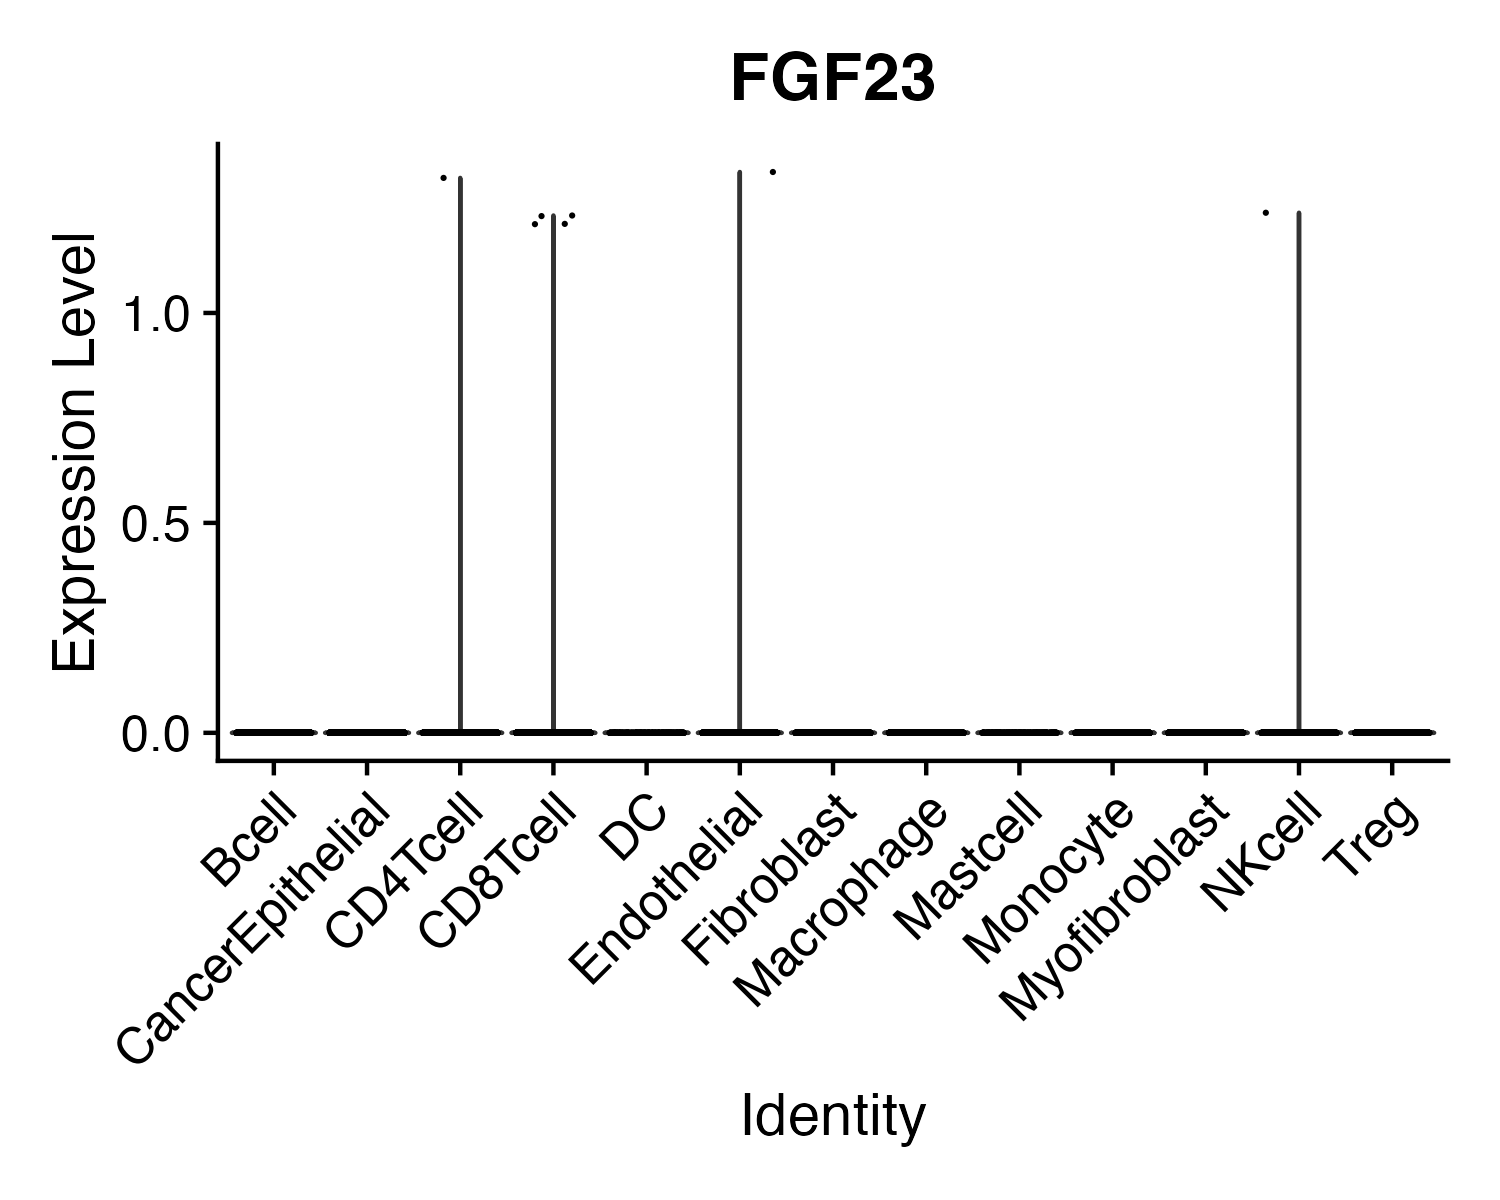 FGF23
Expression Level
1.0
0.5
0.0
Bcell
CancerEpithelial
CD4Tcell
CD8Tcell
DC
Endothelial
Fibroblast
Macrophage
Mastcell
Monocyte
Myofibroblast
NKcell
Treg
Identity